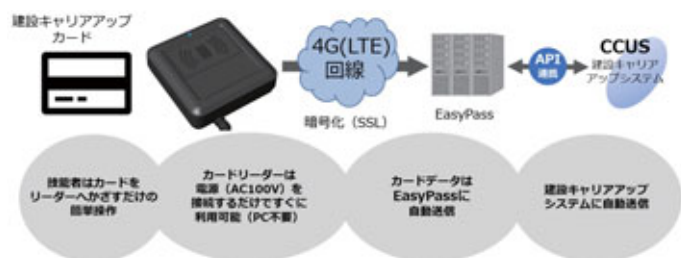 建設キャリアアップ
カード
4G(LTE)
回線
暗号化（SSL）
EasyPass
API
連携
CCUS
建設キャリア
アップシステム
技能者はカードを
リーダーへかざすだけの
簡単操作
カードリーダーは
電源（AC100V）を
接続するだけですぐに
利用可能（PC不要）
カードデータは
EasyPassに
自動送信
建設キャリアアップ
システムに自動送信